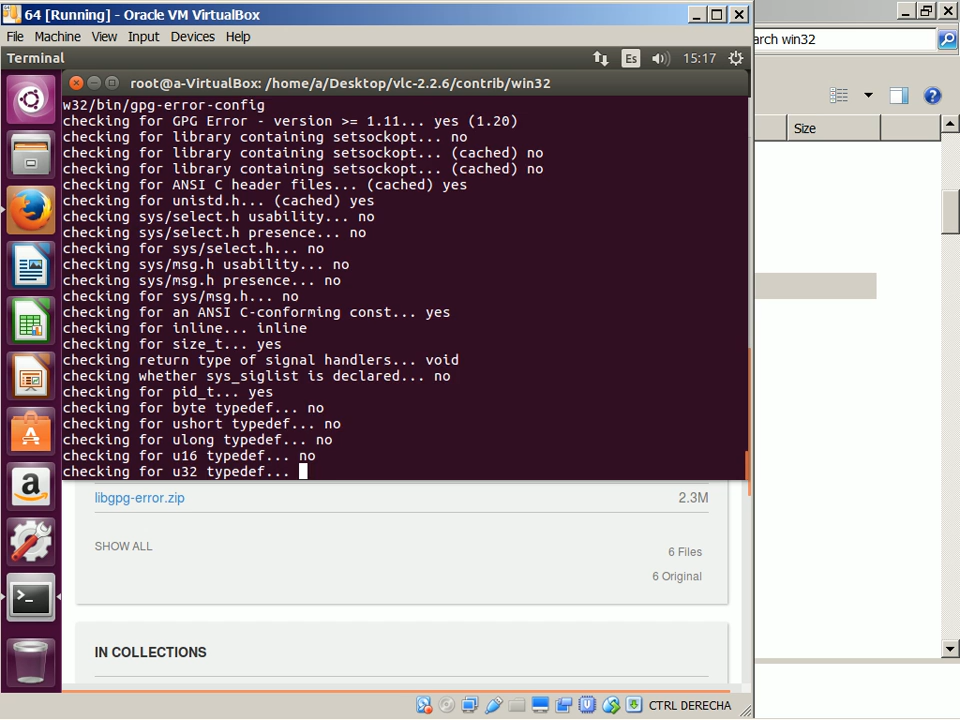 64 [Running] - Oracle VM VirtualBox
File Machine View Input Devices Help
arch win32
Terminal
Es
15:17
root@a-VirtualBox: /home/a/Desktop/vlc-2.2.6/contrib/win32
Size
w32/bin/gpg-error-config
checking for GPG Error - version >= 1.11... yes (1.20)
checking for library containing setsockopt... no
checking for library containing setsockopt... (cached) no
checking for library containing setsockopt... (cached) no
checking for ANSI C header files... (cached) yes
checking for unistd.h... (cached) yes
checking sys/select.h usability... no
checking sys/select.h presence... no
checking for sys/select.h... no
checking sys/msg.h usability... no
checking sys/msg.h presence... no
checking for sys/msg.h... no
checking for an ANSI C-conforming const... yes
checking for inline... inline
checking for size_t... yes
checking return type of signal handlers... void
checking whether sys_siglist is declared... no
checking for pid_t... yes
checking for byte typedef... no
checking for ushort typedef... no
checking for ulong typedef... no
checking for u16 typedef... no
checking for u32 typedef...
libgpg-error.zip 2.3M
SHOW ALL
6 Files
6 Original
IN COLLECTIONS
CTRL DERECHA